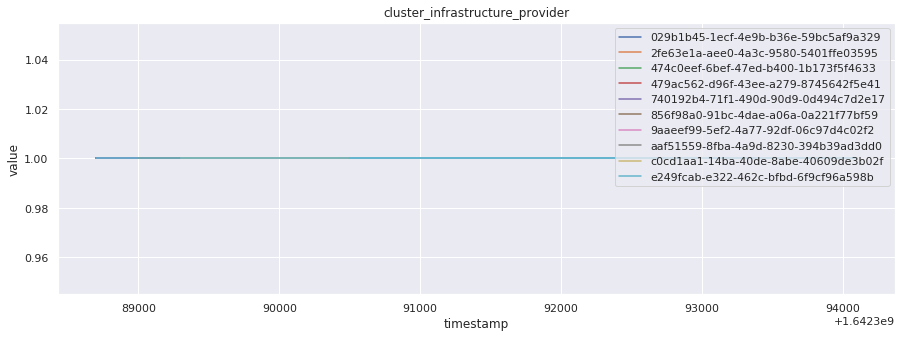 cluster_infrastructure_provider
029b1b45-1ecf-4e9b-b36e-59bc5af9a329
2fe63e1a-aee0-4a3c-9580-5401ffe03595
474c0eef-6bef-47ed-b400-1b173f5f4633
479ac562-d96f-43ee-a279-8745642f5e41
740192b4-71f1-490d-90d9-0d494c7d2e17
856f98a0-91bc-4dae-a06a-0a221f77bf59
9aaeef99-5ef2-4a77-92df-06c97d4c02f2
aaf51559-8fba-4a9d-8230-394b39ad3dd0
c0cd1aa1-14ba-40de-8abe-40609de3b02f
e249fcab-e322-462c-bfbd-6f9cf96a598b
1.04
1.02
1.00
0.98
0.96
value
89000 90000 91000 92000 93000 94000
+1.6423e9
timestamp